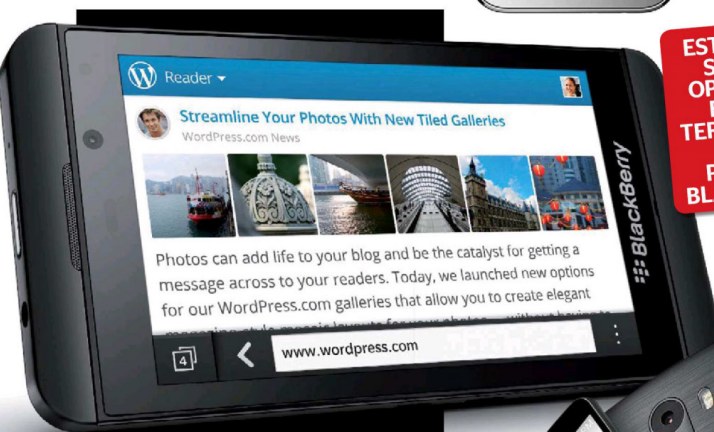 Reader
Streamline Your Photos With New Tiled Galleries
WordPress.com News
Photos can add life to your blog and be the catalyst for getting a
message across to your readers. Today, we launched new options
for our WordPress.com galleries that allow you to create elegant
4
www.wordpress.com
BlackBerry
EST
S
OP
TER
BL